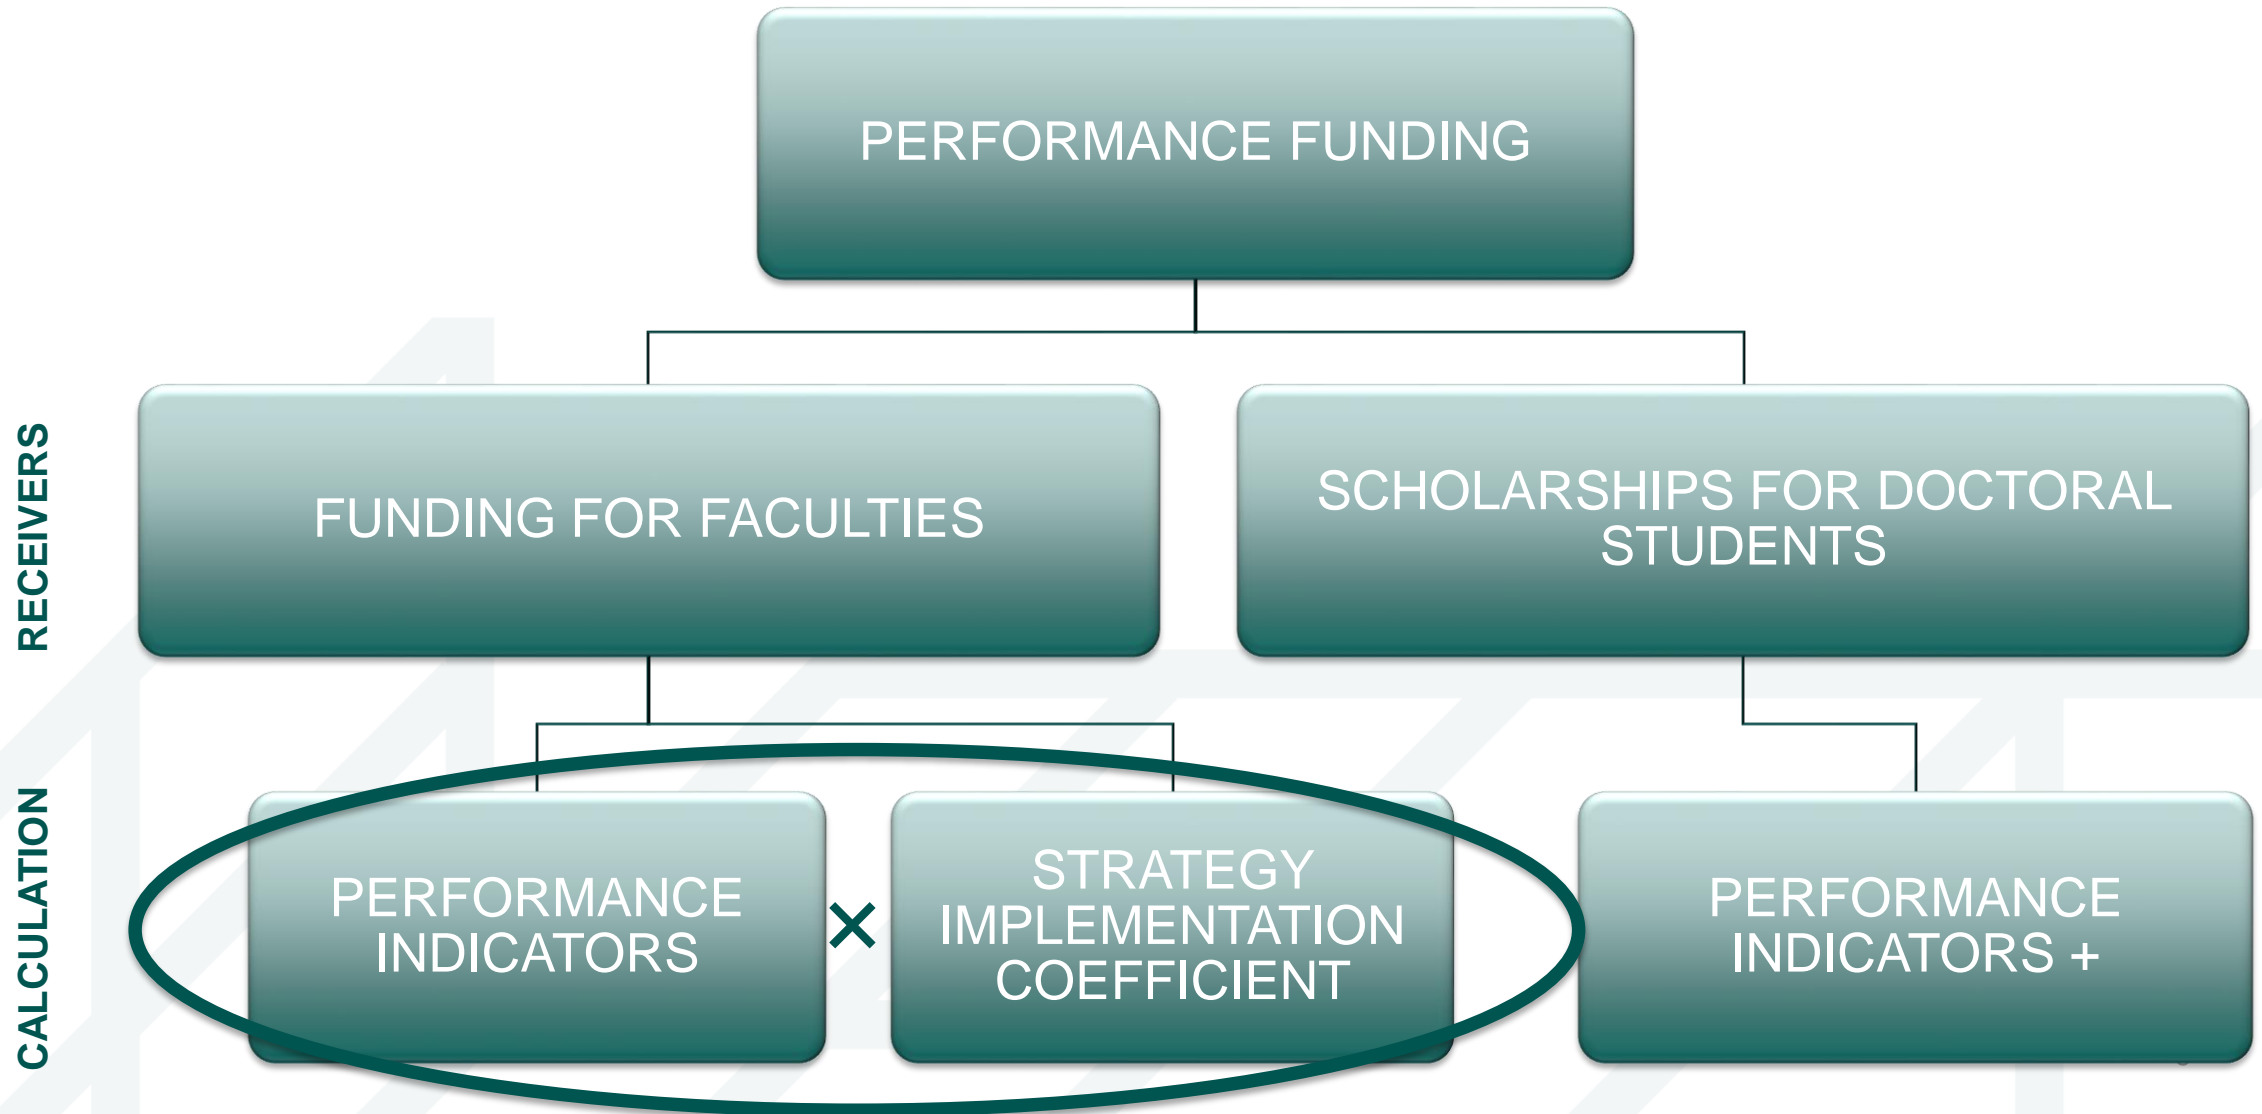 PERFORMANCE FUNDING
RECEIVERS
FUNDING FOR FACULTIES
SCHOLARSHIPS FOR DOCTORAL
STUDENTS
CALCULATION
PERFORMANCE
INDICATORS
×
STRATEGY
IMPLEMENTATION
COEFFICIENT
PERFORMANCE
INDICATORS +